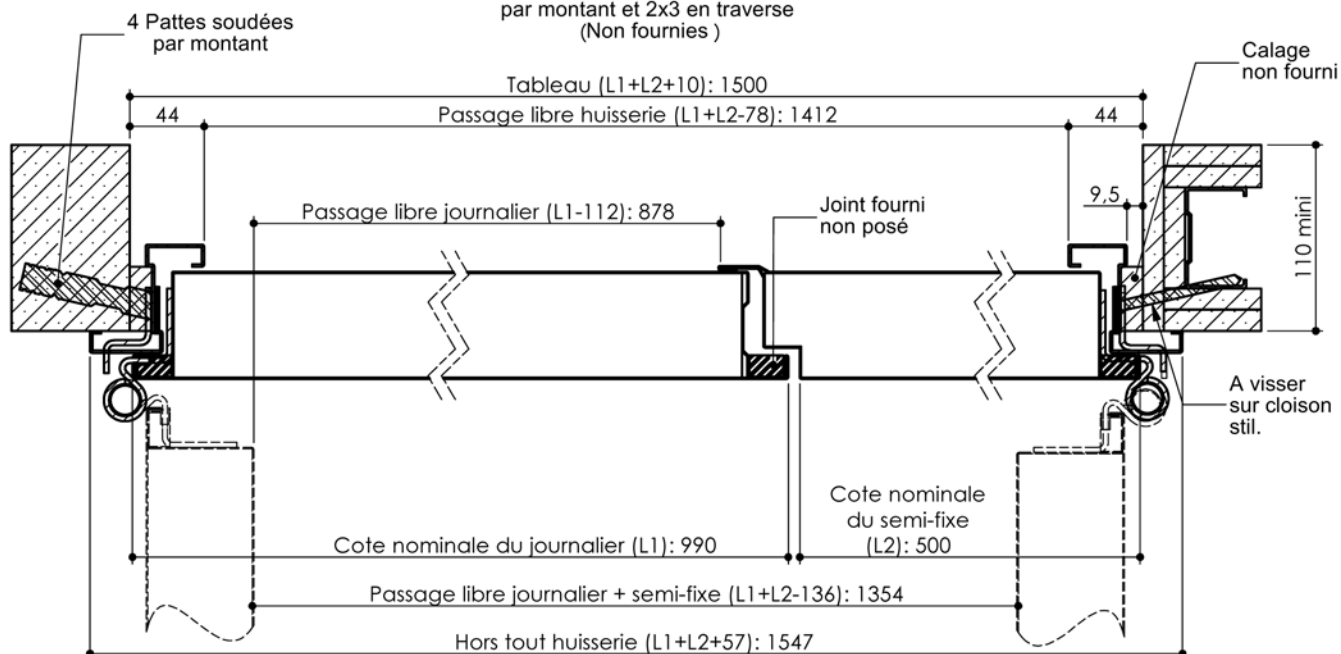 par montant et 2x3 en traverse
(Non fournies )
4 Pattes soudées
par montant
Calage
non fourni
Tableau (L1+L2+10): 1500
44
Passage libre huisserie (L1+L2-78): 1412
44
9,5
Passage libre journalier (L1-112): 878
Joint fourni
non posé
110 mini
A visser
sur cloison
stil.
Cote nominale
du semi-fixe
(L2): 500
Cote nominale du journalier (L1): 990
Passage libre journalier + semi-fixe (L1+L2-136): 1354
Hors tout huisserie (L1+L2+57): 1547